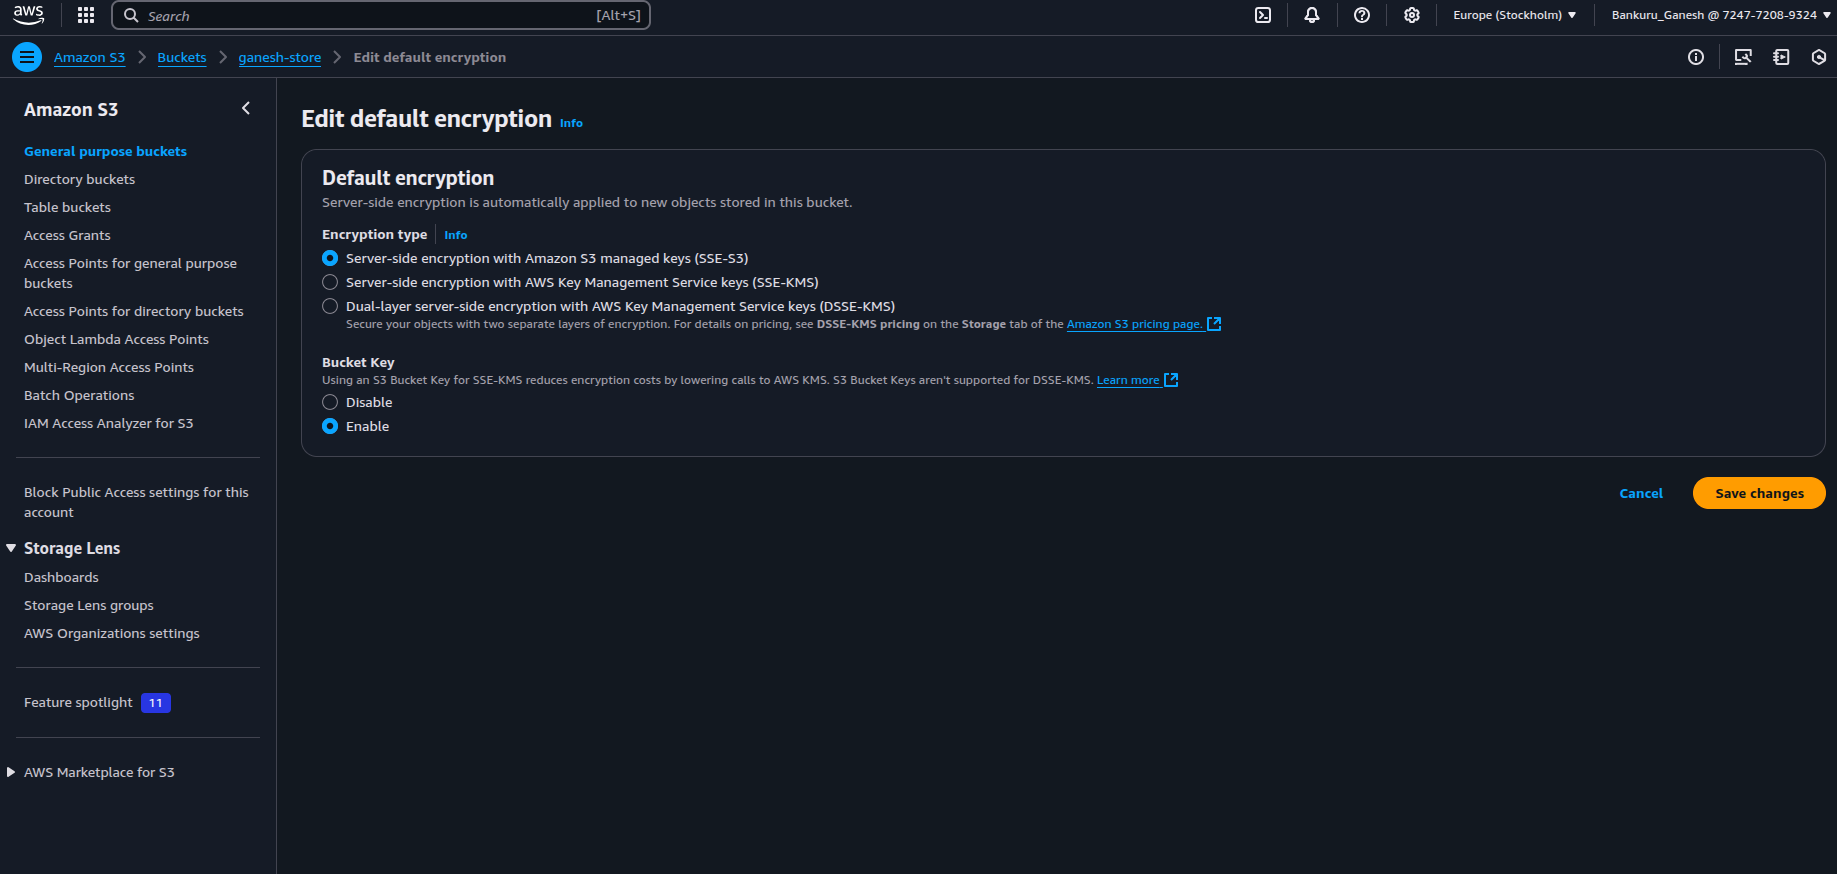 aws
Search [Alt+S]
Europe (Stockholm)
Bankuru_Ganesh @ 7247-7208-9324
Amazon S3
Buckets
ganesh-store
Edit default encryption
Amazon S3
General purpose buckets
Directory buckets
Table buckets
Access Grants
Access Points for general purpose
buckets
Access Points for directory buckets
Object Lambda Access Points
Multi-Region Access Points
Batch Operations
IAM Access Analyzer for S3
Block Public Access settings for this
account
Storage Lens
Dashboards
Storage Lens groups
AWS Organizations settings
Feature spotlight 11
AWS Marketplace for S3
Edit default encryption Info
Default encryption
Server-side encryption is automatically applied to new objects stored in this bucket.
Encryption type Info
Server-side encryption with Amazon S3 managed keys (SSE-S3)
Server-side encryption with AWS Key Management Service keys (SSE-KMS)
Dual-layer server-side encryption with AWS Key Management Service keys (DSSE-KMS)
Secure your objects with two separate layers of encryption. For details on pricing, see DSSE-KMS pricing on the Storage tab of the Amazon S3 pricing page.
Bucket Key
Using an S3 Bucket Key for SSE-KMS reduces encryption costs by lowering calls to AWS KMS. S3 Bucket Keys aren't supported for DSSE-KMS. Learn more
Disable
Enable
Cancel
Save changes